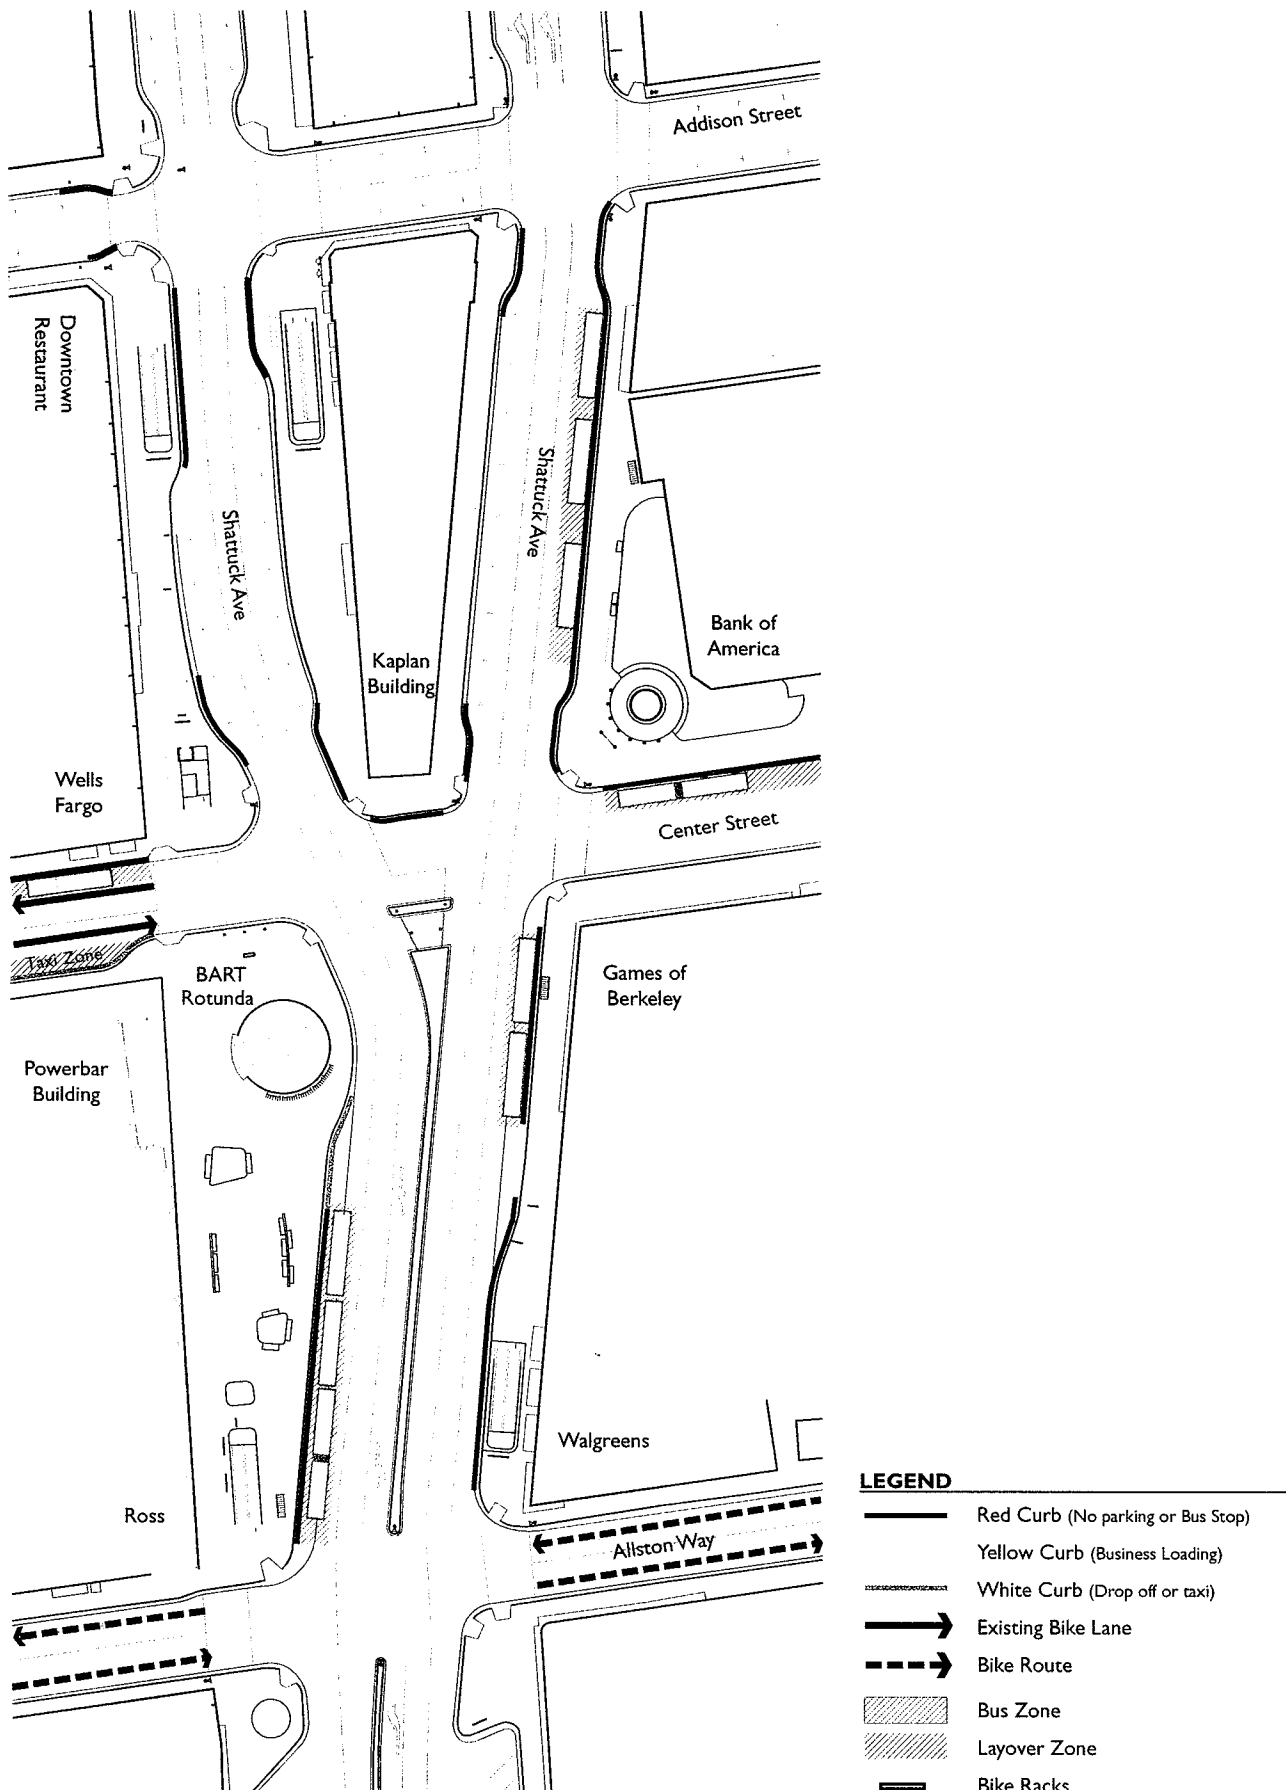 Addison Street
Downtown
Restaurant
Shattuck Ave
Shattuck Ave
Bank of
America
Kaplan
Building
Wells
Fargo
Center Street
Taxi Zone
BART
Rotunda
Games of
Berkeley
Powerbar
Building
Walgreens
Ross
Allston Way
LEGEND
Red Curb (No parking or Bus Stop)
Yellow Curb (Business Loading)
White Curb (Drop off or taxi)
Existing Bike Lane
Bike Route
Bus Zone
Layover Zone
Bike Racks